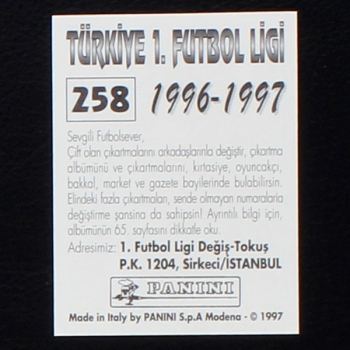 TÜRKİYE 1. FUTBOL LİGİ
258 1996-1997
Sevgili Futbolsever,
Çift olan çıkartmalarını arkadaşlarınla değiştir, çıkartma
albümünü ve çıkartmalarını, kırtasiye, oyuncakçı,
bakkal, market ve gazete bayilerinde bulabilirsin.
Elindeki fazla çıkartmaları, sende olmayan numaralarla
değiştirme şansına da sahipsin! Ayrıntılı bilgi için,
albümünün 65. sayfasını dikkatle oku.
Adresimiz: 1. Futbol Ligi Değiş-Tokuş
P.K. 1204, Sirkeci/İSTANBUL
PANINI
Made in Italy by PANINI S.p.A Modena - © 1997